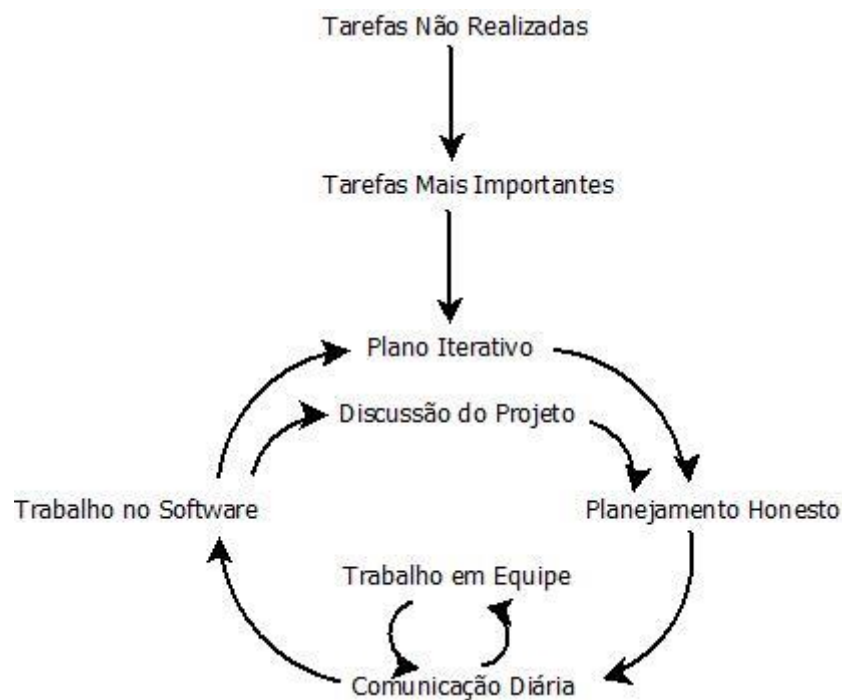 Tarefas Não Realizadas
Tarefas Mais Importantes
Plano Iterativo
Discussão do Projeto
Trabalho no Software
Planejamento Honesto
Trabalho em Equipe
Comunicação Diária